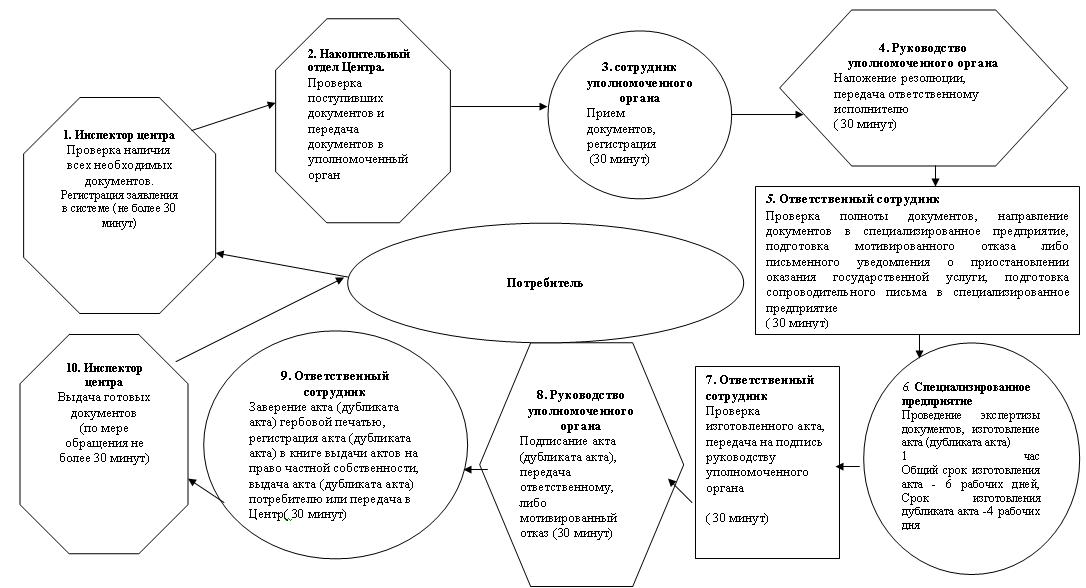 1. Инспектор центра
Проверка наличия
всех необходимых
документов.
Регистрация заявления
в системе (не более 30
минут)
2. Накопительный
отдел Центра.
Проверка
поступивших
документов и
передача
документов в
уполномоченный
орган
3. сотрудник
уполномоченного
органа
Прием
документов,
регистрация
(30 минут)
4. Руководство
уполномоченного органа
Наложение резолюции,
передача ответственному
исполнителю
( 30 минут)
5. Ответственный сотрудник
Проверка полноты документов, направление
документов в специализированное предприятие,
подготовка мотивированного отказа либо
письменного уведомления о приостановлении
оказания государственной услуги, подготовка
сопроводительного письма в специализированное
предприятие
( 30 минут)
Потребитель
6. Специализированное
предприятие
Проведение экспертизы
документов, изготовление
акта (дубликата акта)
1 час
Общий срок изготовления
акта - 6 рабочих дней,
Срок изготовления
дубликата акта -4 рабочих
дня
7. Ответственный
сотрудник
Проверка
изготовленного акта,
передача на подпись
руководству
уполномоченного
органа
( 30 минут)
8. Руководство
уполномоченного
органа
Подписание акта
(дубликата акта),
передача
ответственному,
либо
мотивированный
отказ (30 минут)
9. Ответственный
сотрудник
Заверение акта (дубликата
акта) гербовой печатью,
регистрация акта (дубликата
акта) в книге выдачи актов на
право частной собственности,
выдача акта (дубликата акта)
потребителю или передача в
Центр( 30 минут)
10. Инспектор
центра
Выдача готовых
документов
(по мере
обращения не
более 30 минут)